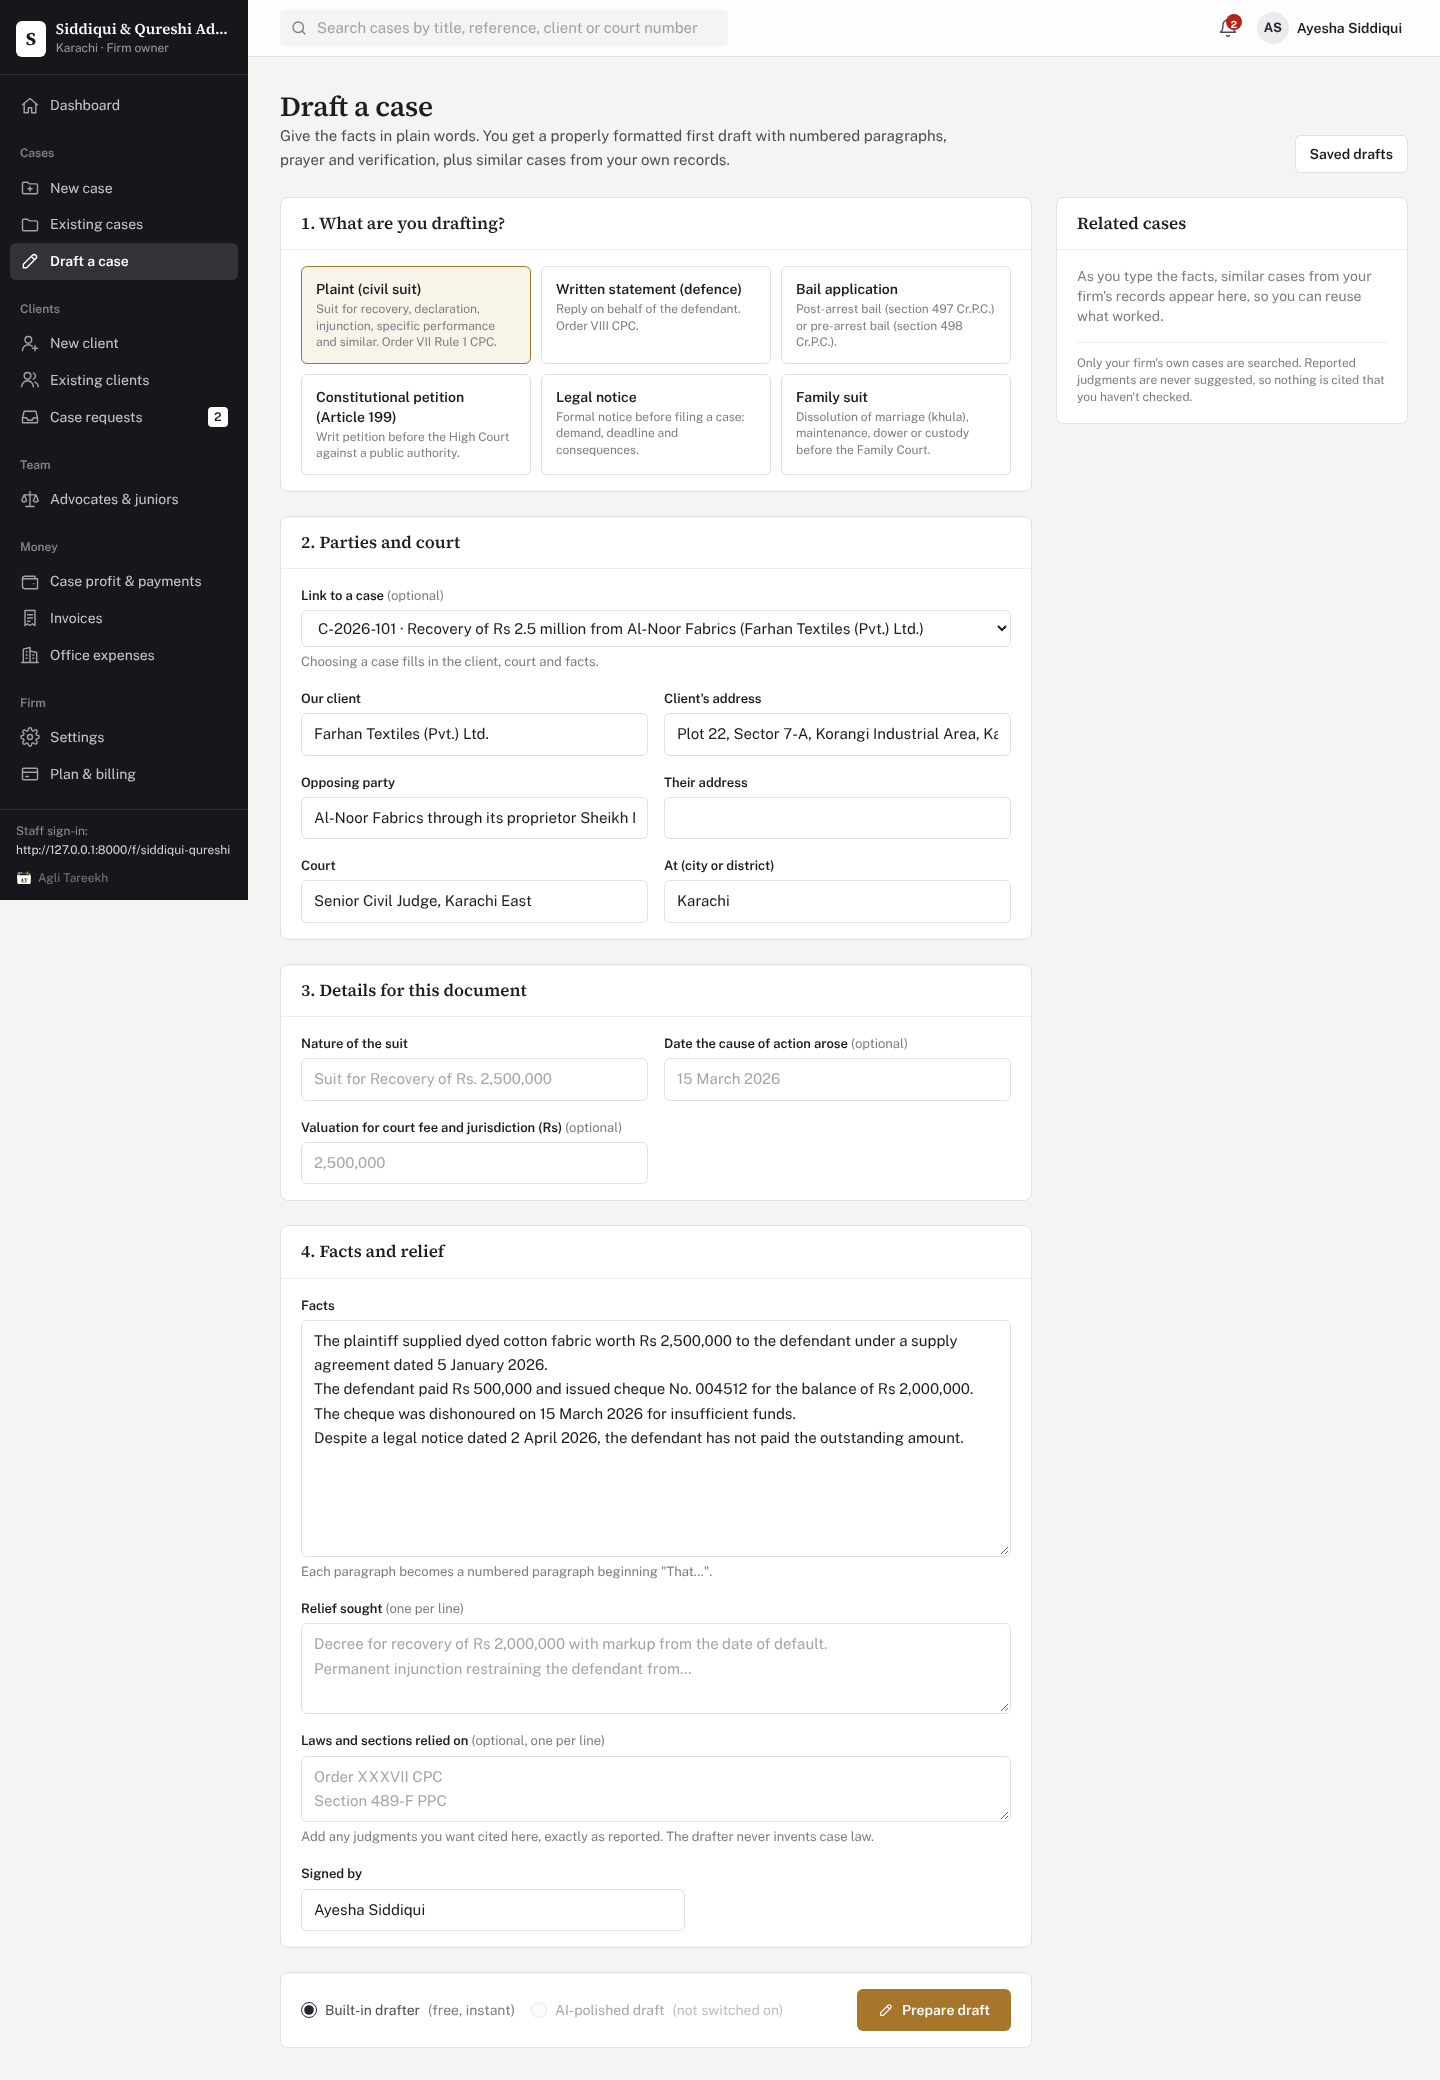 S
Siddiqui & Qureshi Ad...
Karachi · Firm owner
Dashboard
Cases
New case
Existing cases
Draft a case
Clients
New client
Existing clients
Case requests
2
Team
Advocates & juniors
Money
Case profit & payments
Invoices
Office expenses
Firm
Settings
Plan & billing
Staff sign-in:
http://127.0.0.1:8000/f/siddiqui-qureshi
Agli Tareekh
Search cases by title, reference, client or court number
2
AS
Ayesha Siddiqui
Draft a case
Give the facts in plain words. You get a properly formatted first draft with numbered paragraphs,
prayer and verification, plus similar cases from your own records.
Saved drafts
1. What are you drafting?
Plaint (civil suit)
Suit for recovery, declaration,
injunction, specific performance
and similar. Order VII Rule 1 CPC.
Written statement (defence)
Reply on behalf of the defendant.
Order VIII CPC.
Bail application
Post-arrest bail (section 497 Cr.P.C.)
or pre-arrest bail (section 498
Cr.P.C.).
Constitutional petition
(Article 199)
Writ petition before the High Court
against a public authority.
Legal notice
Formal notice before filing a case:
demand, deadline and
consequences.
Family suit
Dissolution of marriage (khula),
maintenance, dower or custody
before the Family Court.
Related cases
As you type the facts, similar cases from your
firm's records appear here, so you can reuse
what worked.
Only your firm's own cases are searched. Reported
judgments are never suggested, so nothing is cited that
you haven't checked.
2. Parties and court
Link to a case (optional)
C-2026-101 · Recovery of Rs 2.5 million from Al-Noor Fabrics (Farhan Textiles (Pvt.) Ltd.)
Choosing a case fills in the client, court and facts.
Our client
Farhan Textiles (Pvt.) Ltd.
Client's address
Plot 22, Sector 7-A, Korangi Industrial Area, Ka
Opposing party
Al-Noor Fabrics through its proprietor Sheikh
Their address
Court
Senior Civil Judge, Karachi East
At (city or district)
Karachi
3. Details for this document
Nature of the suit
Suit for Recovery of Rs. 2,500,000
Date the cause of action arose (optional)
15 March 2026
Valuation for court fee and jurisdiction (Rs) (optional)
2,500,000
4. Facts and relief
Facts
The plaintiff supplied dyed cotton fabric worth Rs 2,500,000 to the defendant under a supply
agreement dated 5 January 2026.
The defendant paid Rs 500,000 and issued cheque No. 004512 for the balance of Rs 2,000,000.
The cheque was dishonoured on 15 March 2026 for insufficient funds.
Despite a legal notice dated 2 April 2026, the defendant has not paid the outstanding amount.
Each paragraph becomes a numbered paragraph beginning "That...".
Relief sought (one per line)
Decree for recovery of Rs 2,000,000 with markup from the date of default.
Permanent injunction restraining the defendant from...
Laws and sections relied on (optional, one per line)
Order XXXVII CPC
Section 489-F PPC
Add any judgments you want cited here, exactly as reported. The drafter never invents case law.
Signed by
Ayesha Siddiqui
Built-in drafter (free, instant)
AI-polished draft (not switched on)
Prepare draft